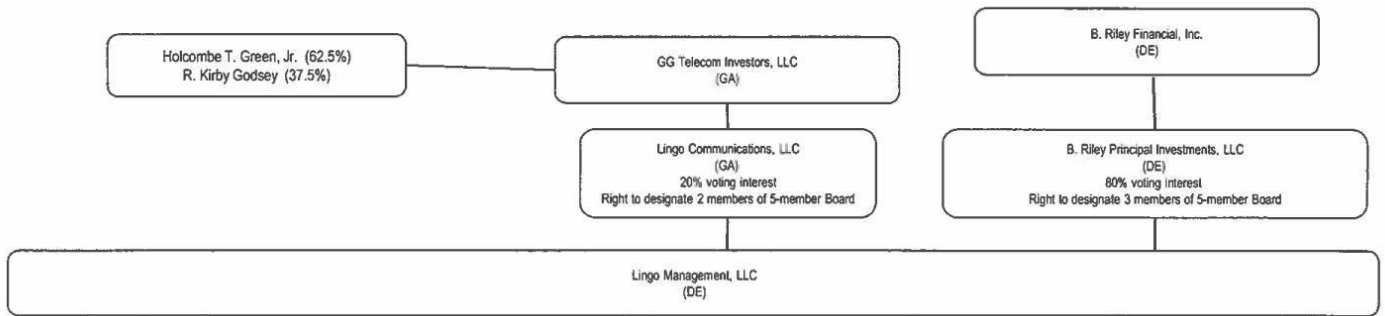 Holcombe T. Green, Jr. (62.5%)
R. Kirby Godsey (37.5%)
GG Telecom Investors, LLC
(GA)
B. Riley Financial, Inc.
(DE)
Lingo Communications, LLC
(GA)
20% voting interest
Right to designate 2 members of 5-member Board
B. Riley Principal Investments, LLC
(DE)
80% voting interest
Right to designate 3 members of 5-member Board
Lingo Management, LLC
(DE)